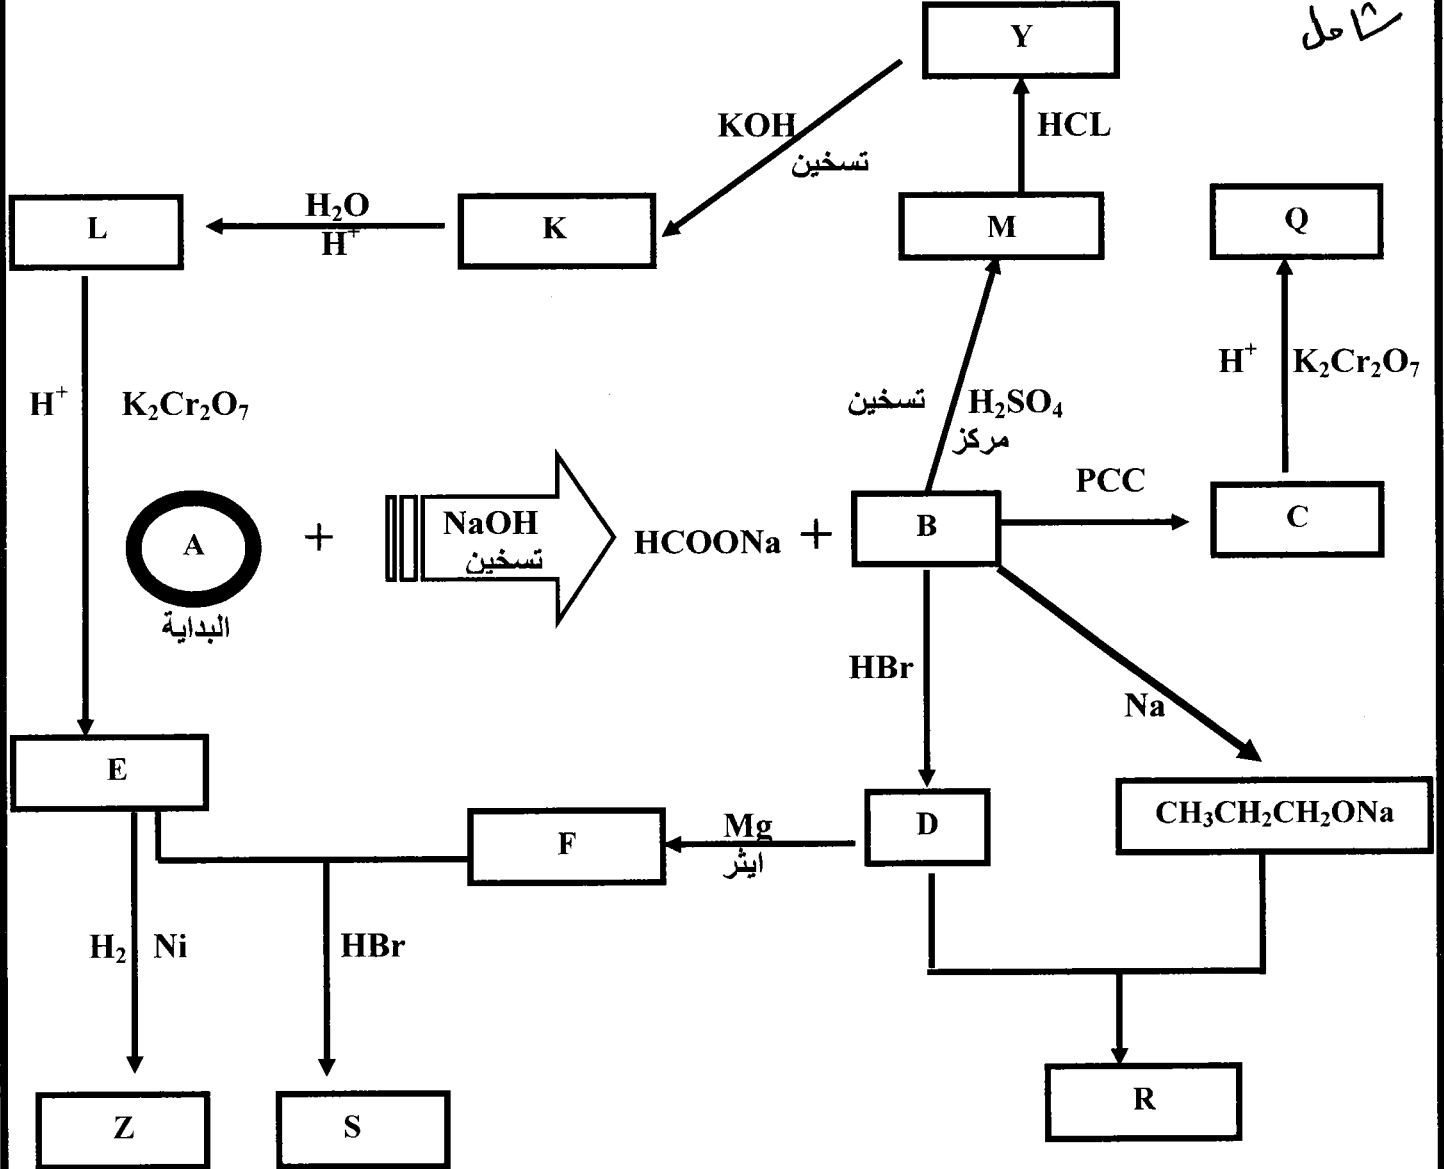 شامل
Y
KOH
تسخين
HCL
L
H₂O
H⁺
K
M
Q
H⁺ K₂Cr₂O₇
تسخين H₂SO₄
مركز
H⁺ K₂Cr₂O₇
PCC
A + NaOH
تسخين
HCOONa + B
C
البداية
HBr
Na
E
F
Mg
ايثر
D
CH₃CH₂CH₂ONa
H₂ Ni
HBr
Z
S
R